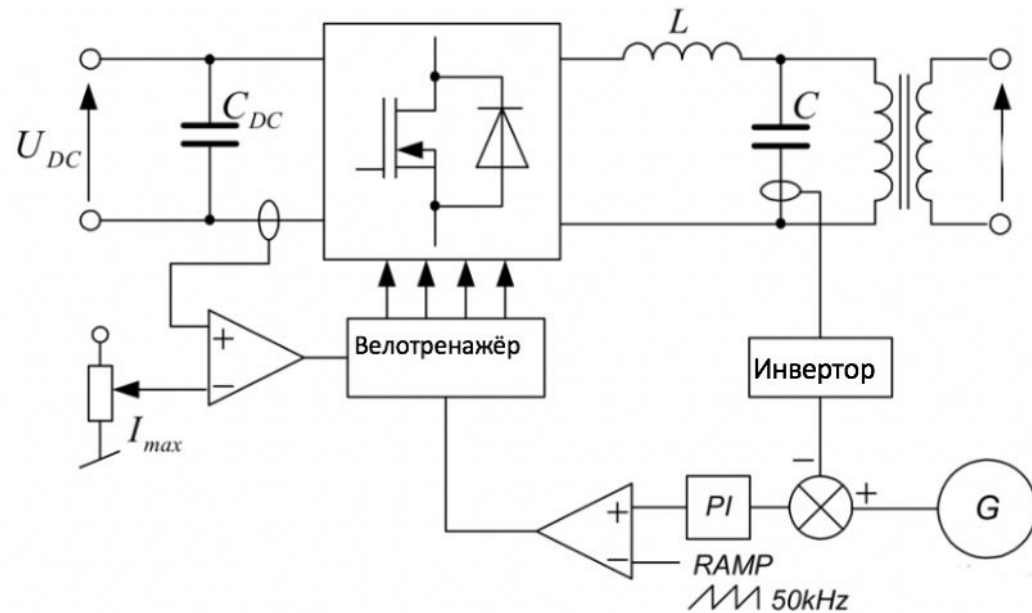 L
C_DC
C
U_DC
Велотренажёр
Инвертор
+
−
I_max
−
+
PI
+
G
−
RAMP
50kHz